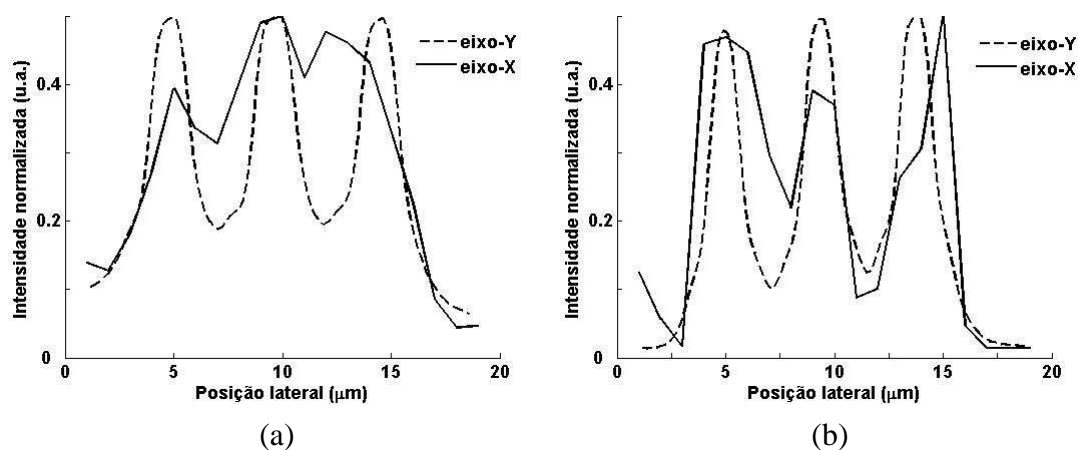 Intensidade normalizada (u.a.)
0.4
0.2
0
eixo-Y
eixo-X
0
5
10
15
20
Posição lateral (μm)
(a)
Intensidade normalizada (u.a.)
0.4
0.2
0
eixo-Y
eixo-X
0
5
10
15
20
Posição lateral (μm)
(b)